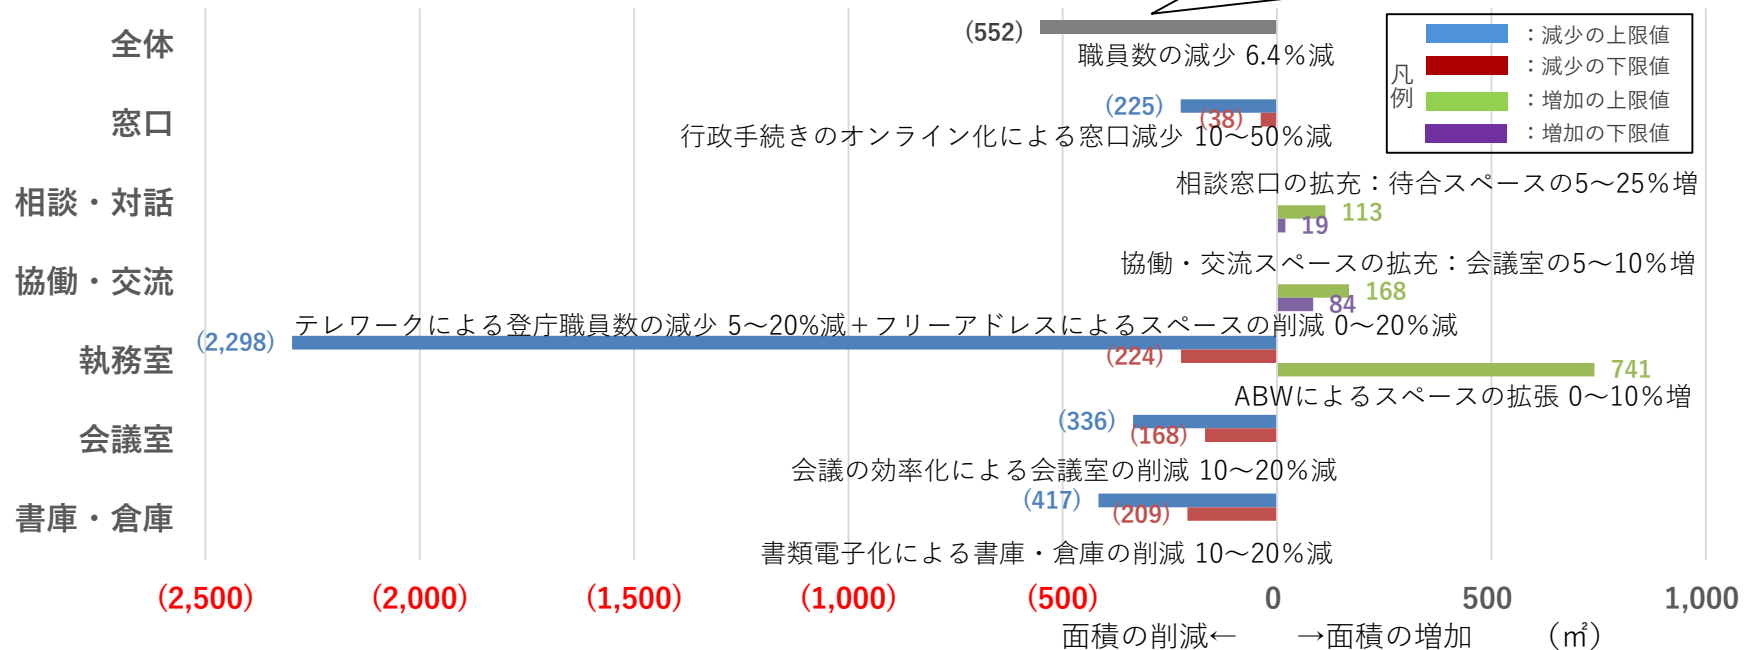 全体
(552)
職員数の減少 6.4%減
凡例
：減少の上限値
：減少の下限値
：増加の上限値
：増加の下限値
窓口
(225)
(38)
行政手続きのオンライン化による窓口減少 10～50%減
相談・対話
相談窓口の拡充：待合スペースの5～25%増
113
19
協働・交流
協働・交流スペースの拡充：会議室の5～10%増
168
84
執務室
テレワークによる登庁職員数の減少 5～20%減＋フリーアドレスによるスペースの削減 0～20%減
(2,298)
(224)
741
ABWによるスペースの拡張 0～10%増
会議室
(336)
(168)
会議の効率化による会議室の削減 10～20%減
書庫・倉庫
(417)
(209)
書類電子化による書庫・倉庫の削減 10～20%減
(2,500)
(2,000)
(1,500)
(1,000)
(500)
0
500
1,000
面積の削減← →面積の増加 （㎡）